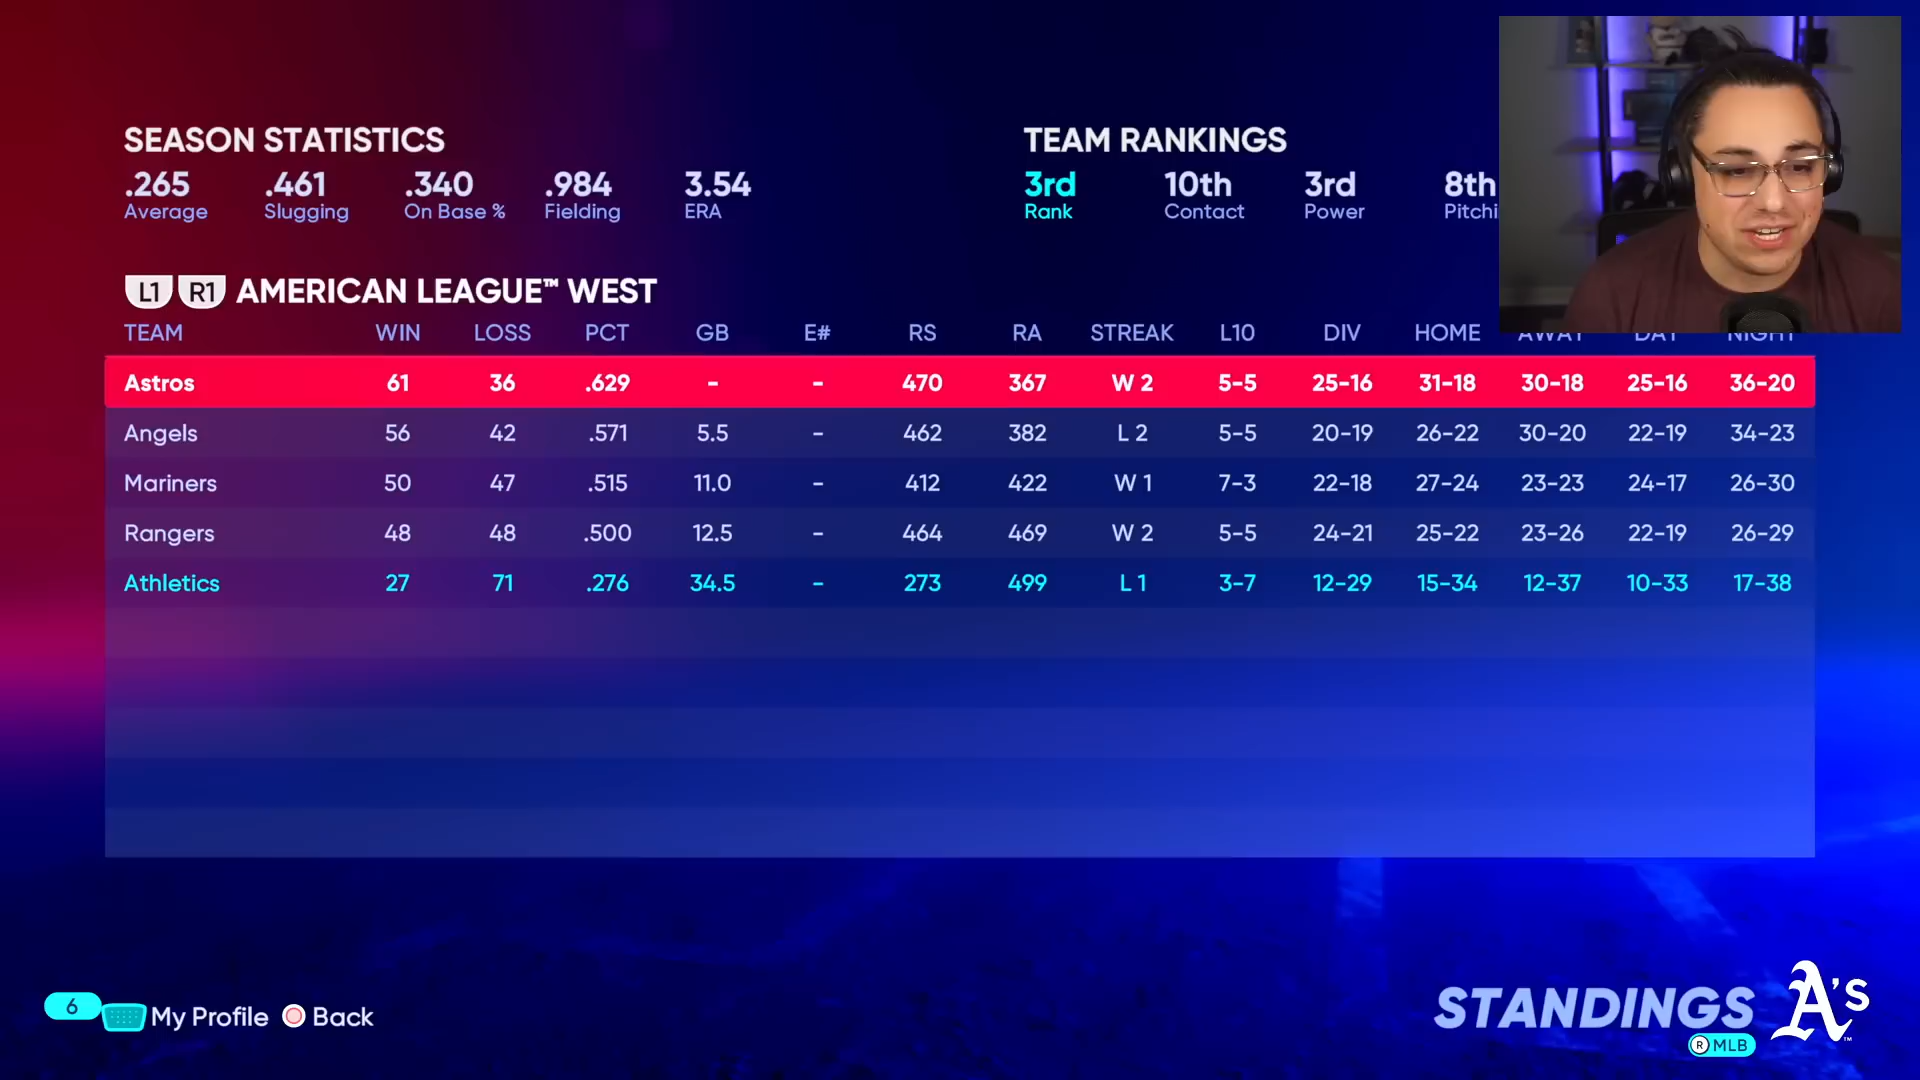 SEASON STATISTICS
.265 .461 .340 .984 3.54
Average Slugging On Base % Fielding ERA
TEAM RANKINGS
3rd 10th 3rd 8th
Rank Contact Power Pitchi
L1 R1 AMERICAN LEAGUE™ WEST
TEAM WIN LOSS PCT GB E# RS RA STREAK L10 DIV HOME AWAY DAY NIGHT
Astros 61 36 .629 - - 470 367 W 2 5-5 25-16 31-18 30-18 25-16 36-20
Angels 56 42 .571 5.5 - 462 382 L 2 5-5 20-19 26-22 30-20 22-19 34-23
Mariners 50 47 .515 11.0 - 412 422 W 1 7-3 22-18 27-24 23-23 24-17 26-30
Rangers 48 48 .500 12.5 - 464 469 W 2 5-5 24-21 25-22 23-26 22-19 26-29
Athletics 27 71 .276 34.5 - 273 499 L 1 3-7 12-29 15-34 12-37 10-33 17-38
6 My Profile Back
STANDINGS A's™
R MLB